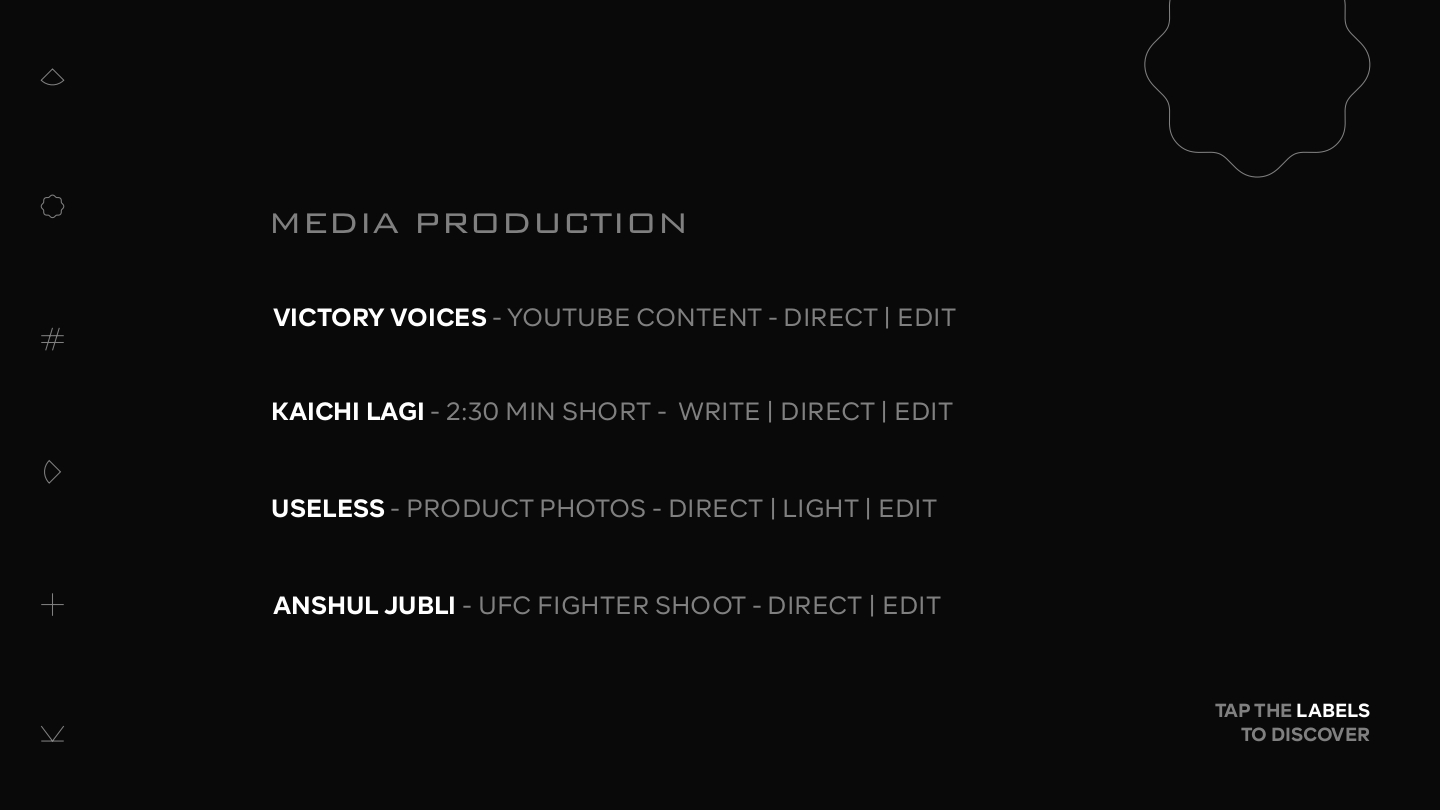 MEDIA PRODUCTION
VICTORY VOICES - YOUTUBE CONTENT - DIRECT | EDIT
KAICHI LAGI - 2:30 MIN SHORT - WRITE | DIRECT | EDIT
USELESS - PRODUCT PHOTOS - DIRECT | LIGHT | EDIT
ANSHUL JUBLI - UFC FIGHTER SHOOT - DIRECT | EDIT
TAP THE LABELS
TO DISCOVER